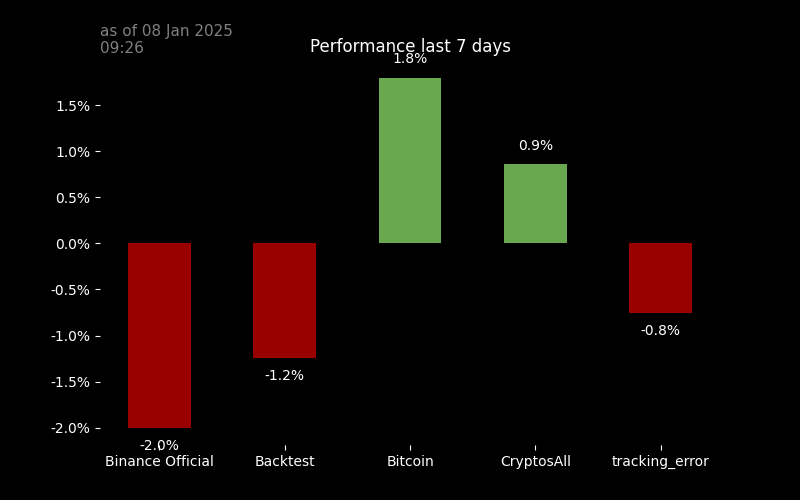 as of 08 Jan 2025
09:26
Performance last 7 days
1.8%
1.5%
1.0%
0.9%
0.5%
0.0%
-0.5%
-0.8%
-1.0%
-1.2%
-1.5%
-2.0%
-2.0%
Binance Official
Backtest
Bitcoin
CryptosAll
tracking_error